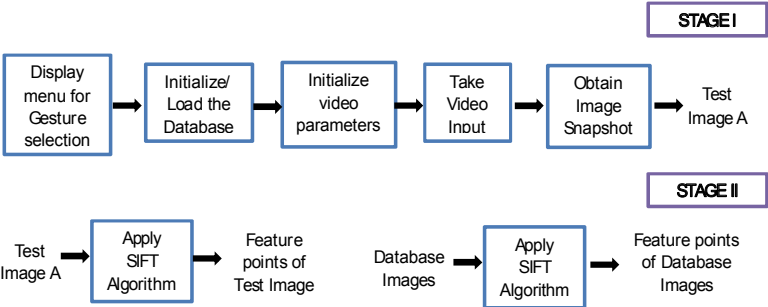 STAGE I
Display
menu for
Gesture
selection
Initialize/
Load the
Database
Initialize
video
parameters
Take
Video
Input
Obtain
Image
Snapshot
Test
Image A
STAGE II
Test
Image A
Apply
SIFT
Algorithm
Feature
points of
Test Image
Database
Images
Apply
SIFT
Algorithm
Feature points
of Database
Images